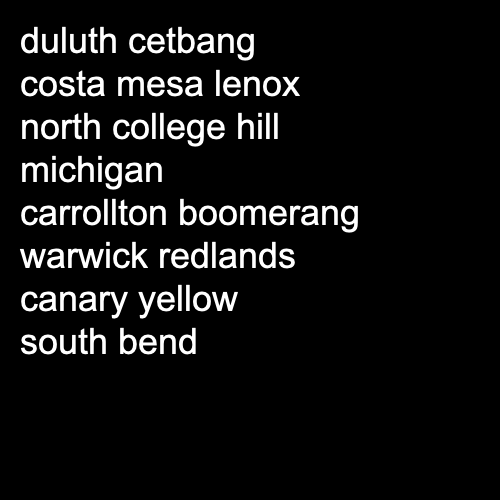 duluth cetbang
costa mesa lenox
north college hill
michigan
carrollton boomerang
warwick redlands
canary yellow
south bend